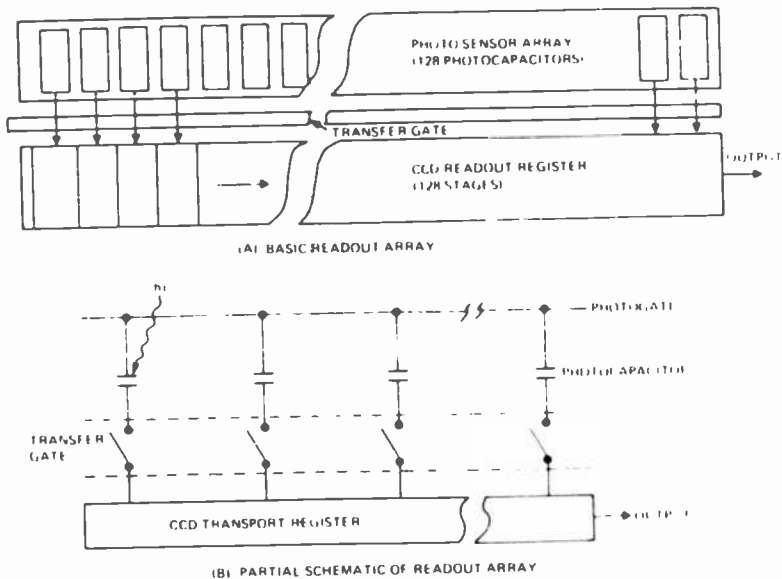 PHOTO SENSOR ARRAY
(128 PHOTOCAPACITORS)
TRANSFER GATE
CCD READOUT REGISTER
(128 STAGES)
OUTPUT
(A) BASIC READOUT ARRAY
PHOTOGATE
PHOTOCAPACITOR
TRANSFER
GATE
CCD TRANSPORT REGISTER
OUTPUT
(B) PARTIAL SCHEMATIC OF READOUT ARRAY